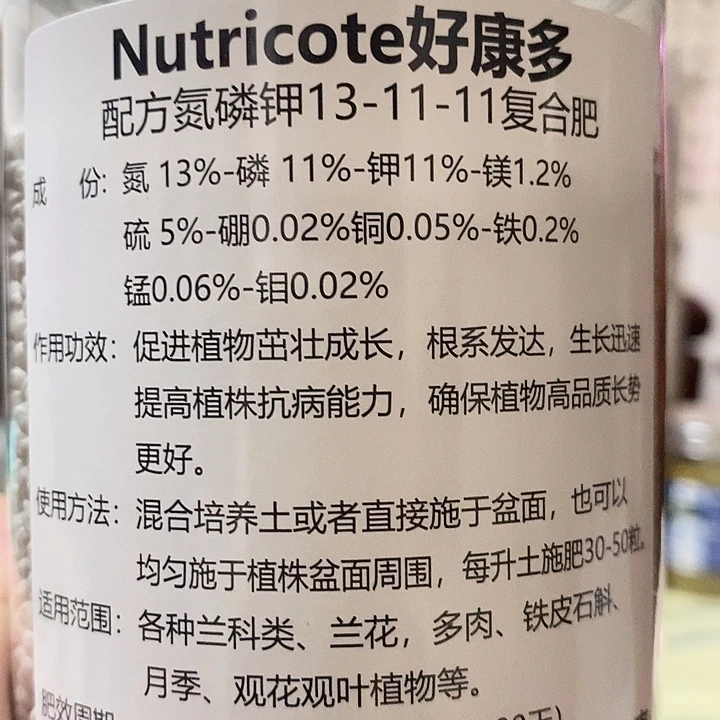 Nutricote好康多
配方氮磷钾13-11-11复合肥
成 份: 氮 13%-磷 11%-钾11%-镁1.2%
硫 5%-硼0.02%铜0.05%-铁0.2%
锰0.06%-钼0.02%
作用功效: 促进植物茁壮成长，根系发达，生长迅速
提高植株抗病能力，确保植物高品质长势
更好。
使用方法: 混合培养土或者直接施于盆面，也可以
均匀施于植株盆面周围，每升土施肥30-50粒。
适用范围: 各种兰科类、兰花，多肉、铁皮石斛、
月季、观花观叶植物等。
肥效周期